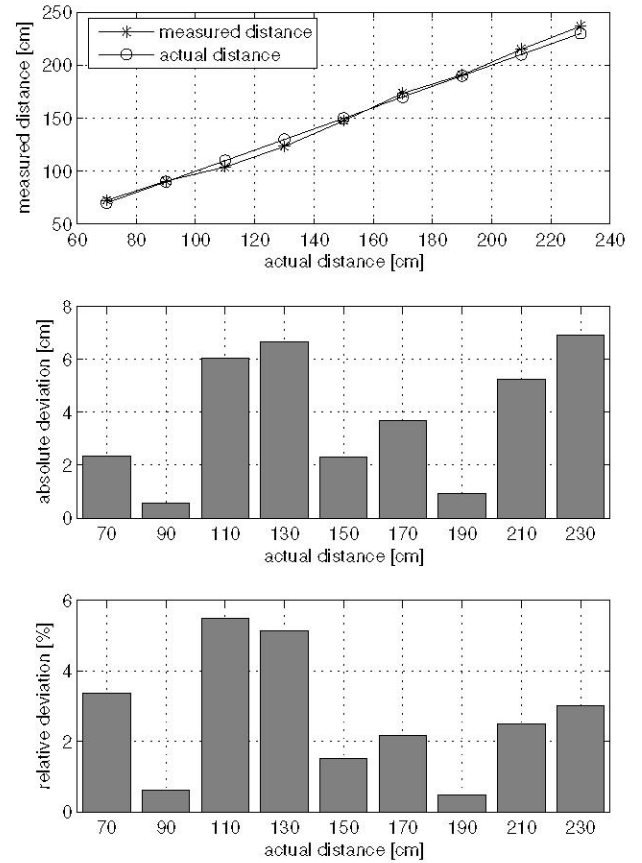 250
200
150
100
50
measured distance [cm]
measured distance
actual distance
60 80 100 120 140 160 180 200 220 240
actual distance [cm]
8
6
4
2
0
absolute deviation [cm]
70 90 110 130 150 170 190 210 230
actual distance [cm]
6
4
2
0
relative deviation [%]
70 90 110 130 150 170 190 210 230
actual distance [cm]